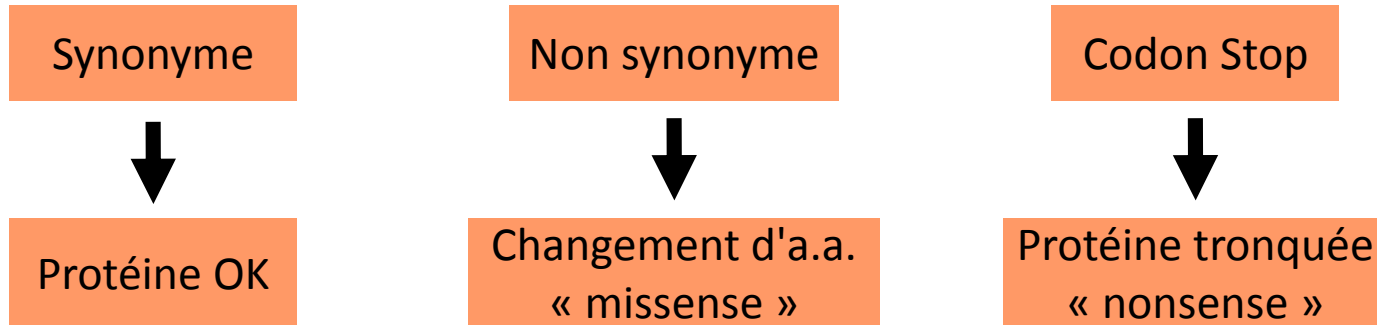 Synonyme
Non synonyme
Codon Stop
Protéine OK
Changement d'a.a.
« missense »
Protéine tronquée
« nonsense »